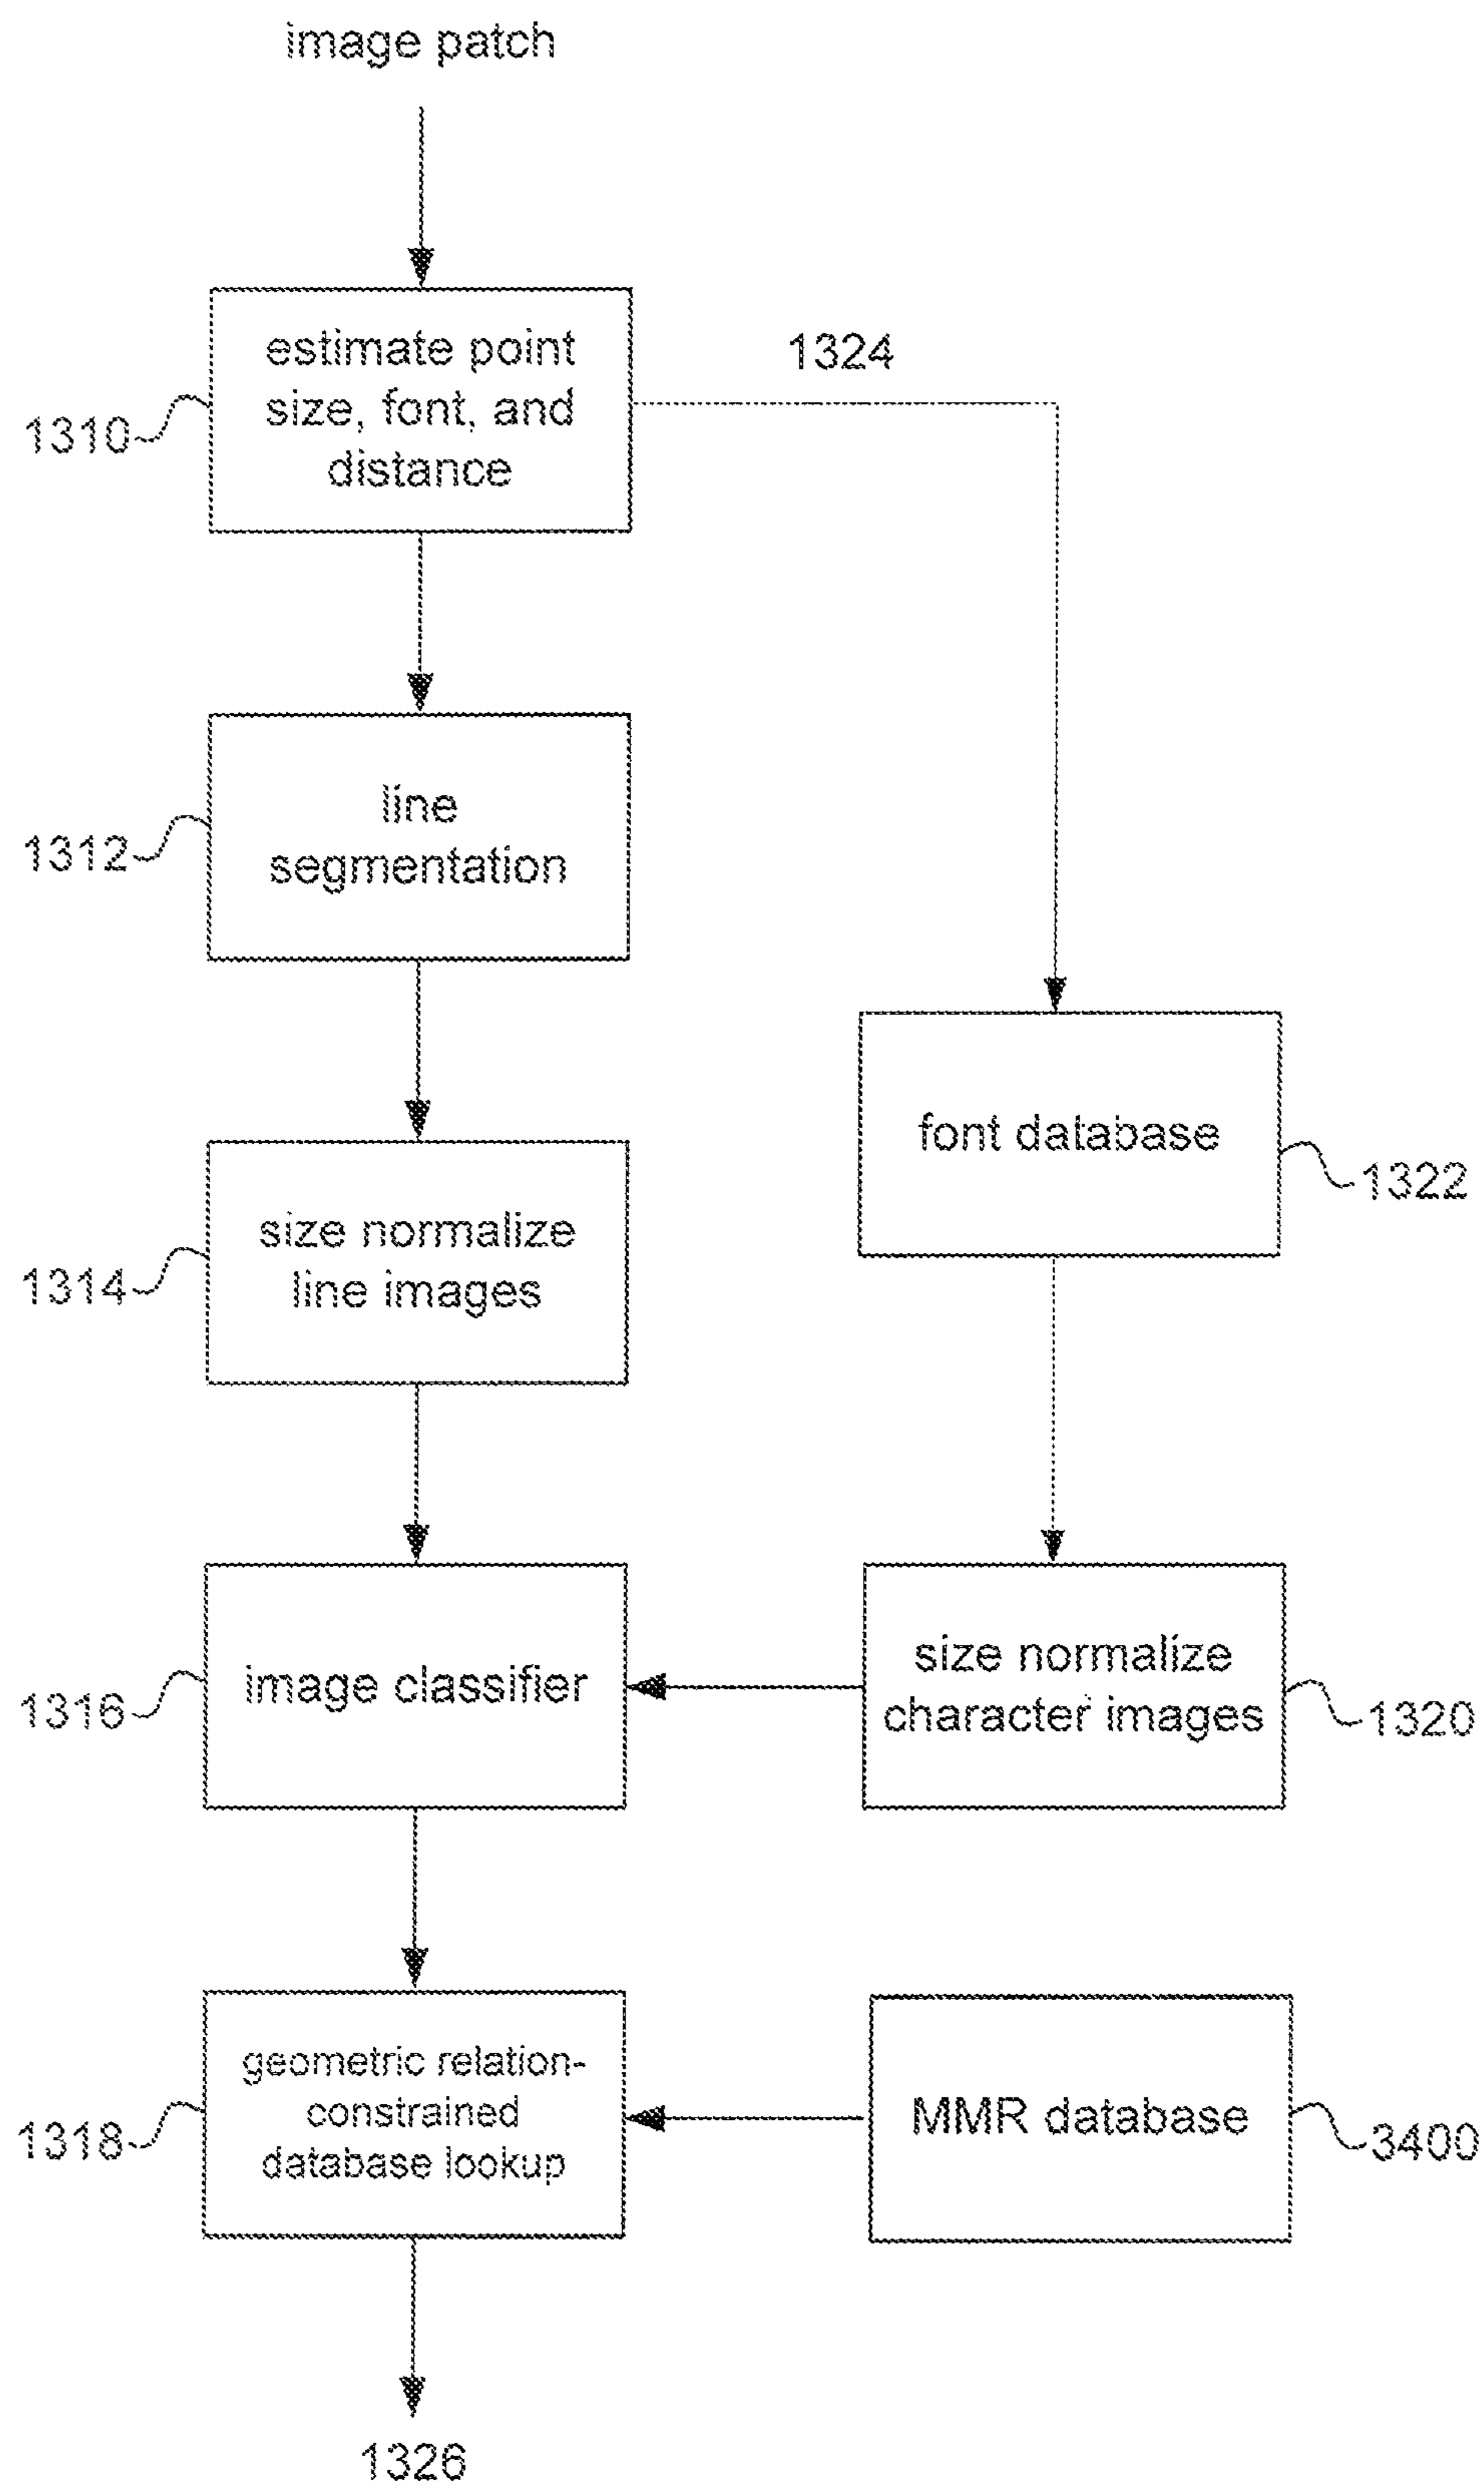 image patch
estimate point
size, font, and
distance
1310
1324
line
segmentation
1312
font database
1322
size normalize
line images
1314
image classifier
1316
size normalize
character images
1320
geometric relation-
constrained
database lookup
1318
MMR database
3400
1326